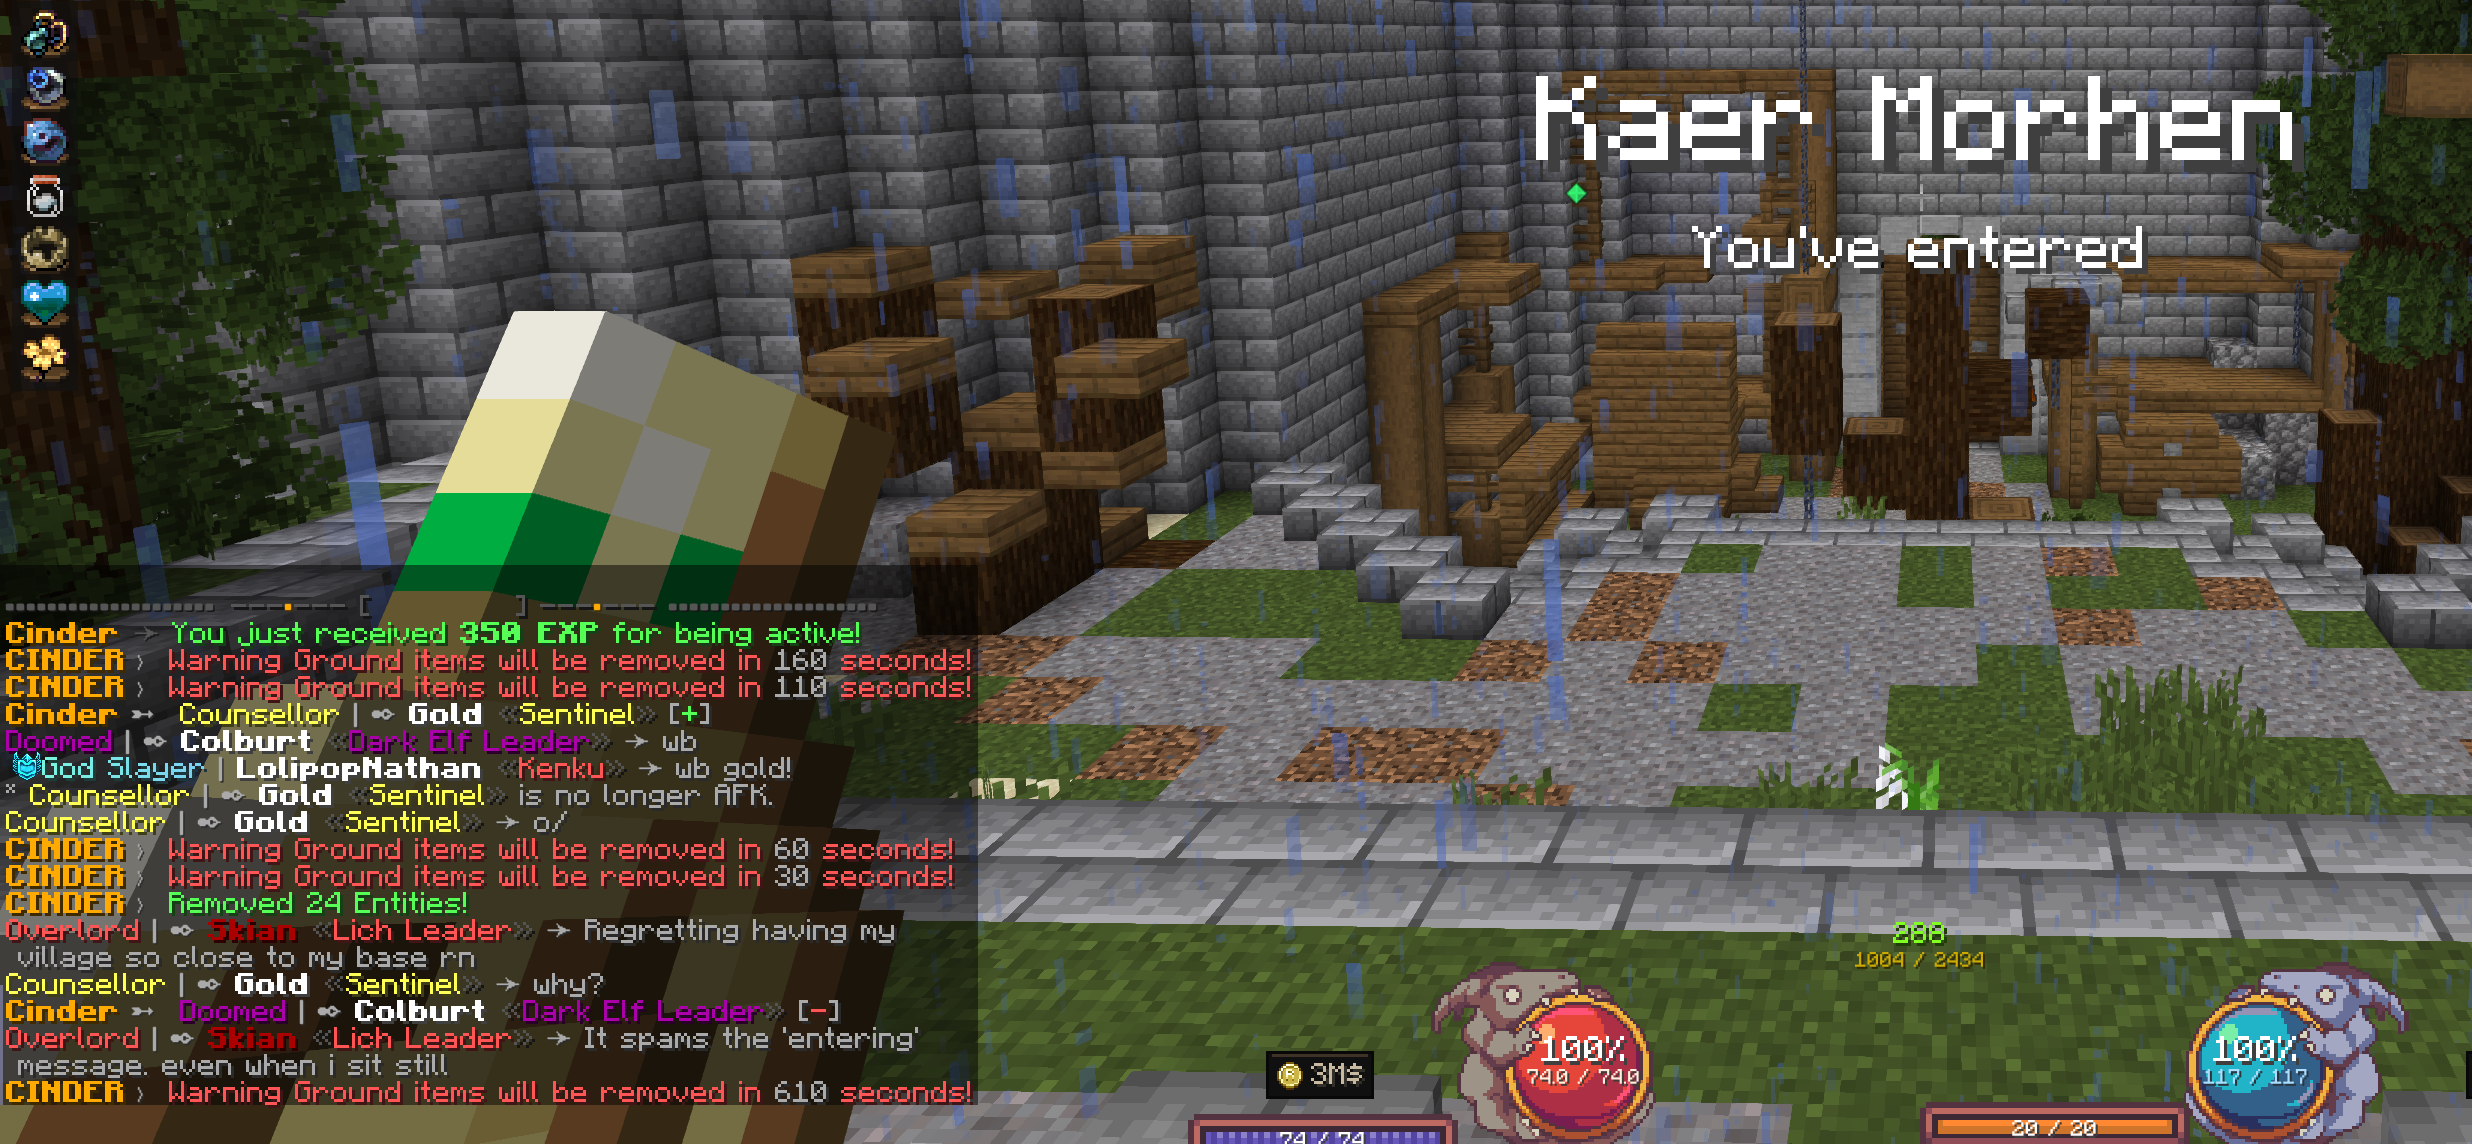 Kaer Morhen
You've entered
Cinder → You just received 350 EXP for being active!
CINDER › Warning Ground items will be removed in 160 seconds!
CINDER › Warning Ground items will be removed in 110 seconds!
Cinder ➳ Counsellor | Gold «Sentinel» [+]
Doomed | Colburt «Dark Elf Leader» → wb
God Slayer | LolipopNathan «Kenku» → wb gold!
* Counsellor | Gold «Sentinel» is no longer AFK.
Counsellor | Gold «Sentinel» → o/
CINDER › Warning Ground items will be removed in 60 seconds!
CINDER › Warning Ground items will be removed in 30 seconds!
CINDER › Removed 24 Entities!
Overlord | Skian «Lich Leader» → Regretting having my
village so close to my base rn
Counsellor | Gold «Sentinel» → why?
Cinder ➳ Doomed | Colburt «Dark Elf Leader» [-]
Overlord | Skian «Lich Leader» → It spams the 'entering'
message. even when i sit still
CINDER › Warning Ground items will be removed in 610 seconds!
288
1004 / 2434
3M$
100%
74.0 / 74.0
100%
117 / 117
74 / 74
20 / 20